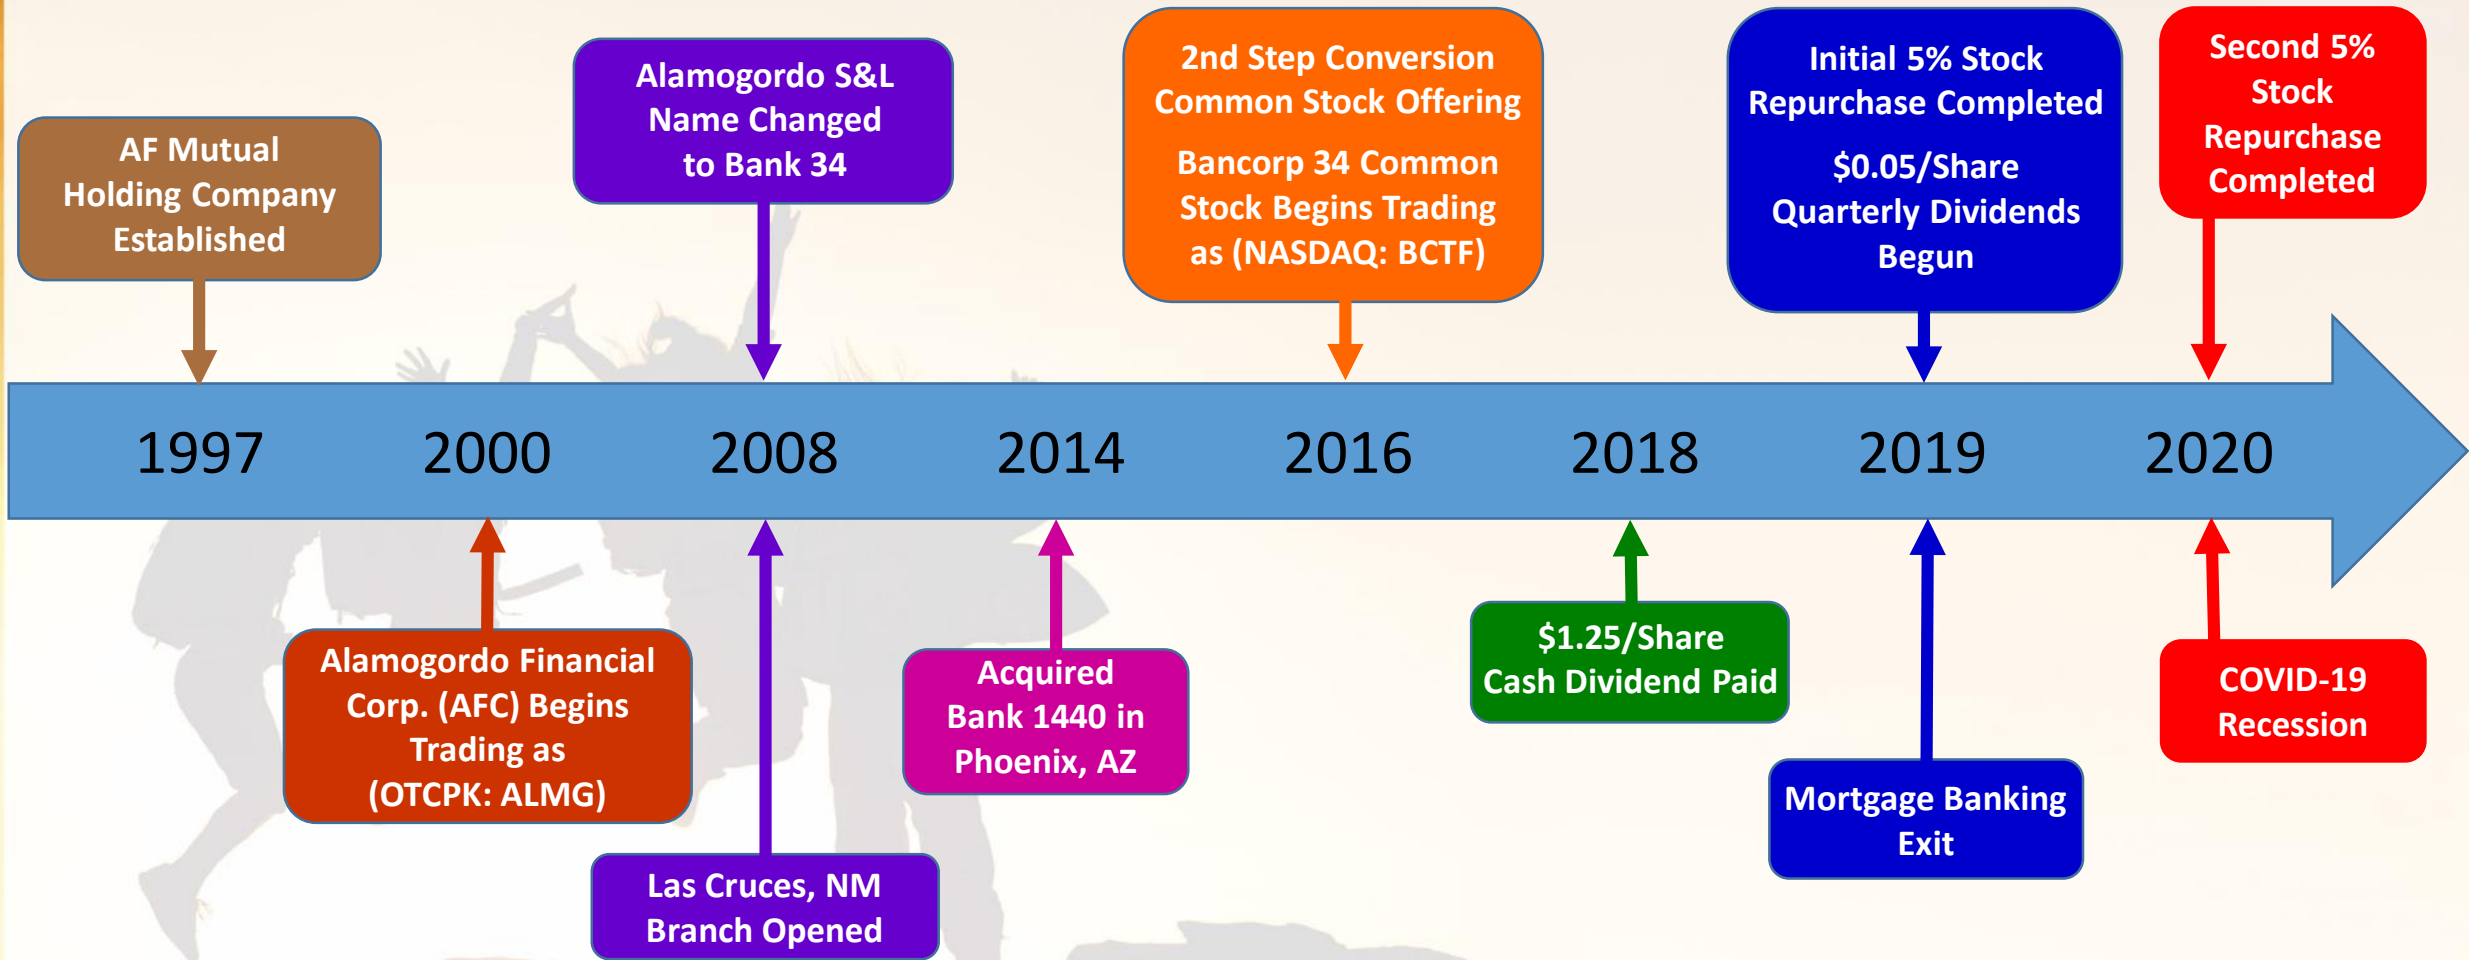 AF Mutual
Holding Company
Established
Alamogordo S&L
Name Changed
to Bank 34
2nd Step Conversion
Common Stock Offering
Bancorp 34 Common
Stock Begins Trading
as (NASDAQ: BCTF)
Initial 5% Stock
Repurchase Completed
$0.05/Share
Quarterly Dividends
Begun
Second 5%
Stock
Repurchase
Completed
1997
2000
2008
2014
2016
2018
2019
2020
Alamogordo Financial
Corp. (AFC) Begins
Trading as
(OTCPK: ALMG)
Las Cruces, NM
Branch Opened
Acquired
Bank 1440 in
Phoenix, AZ
$1.25/Share
Cash Dividend Paid
Mortgage Banking
Exit
COVID-19
Recession